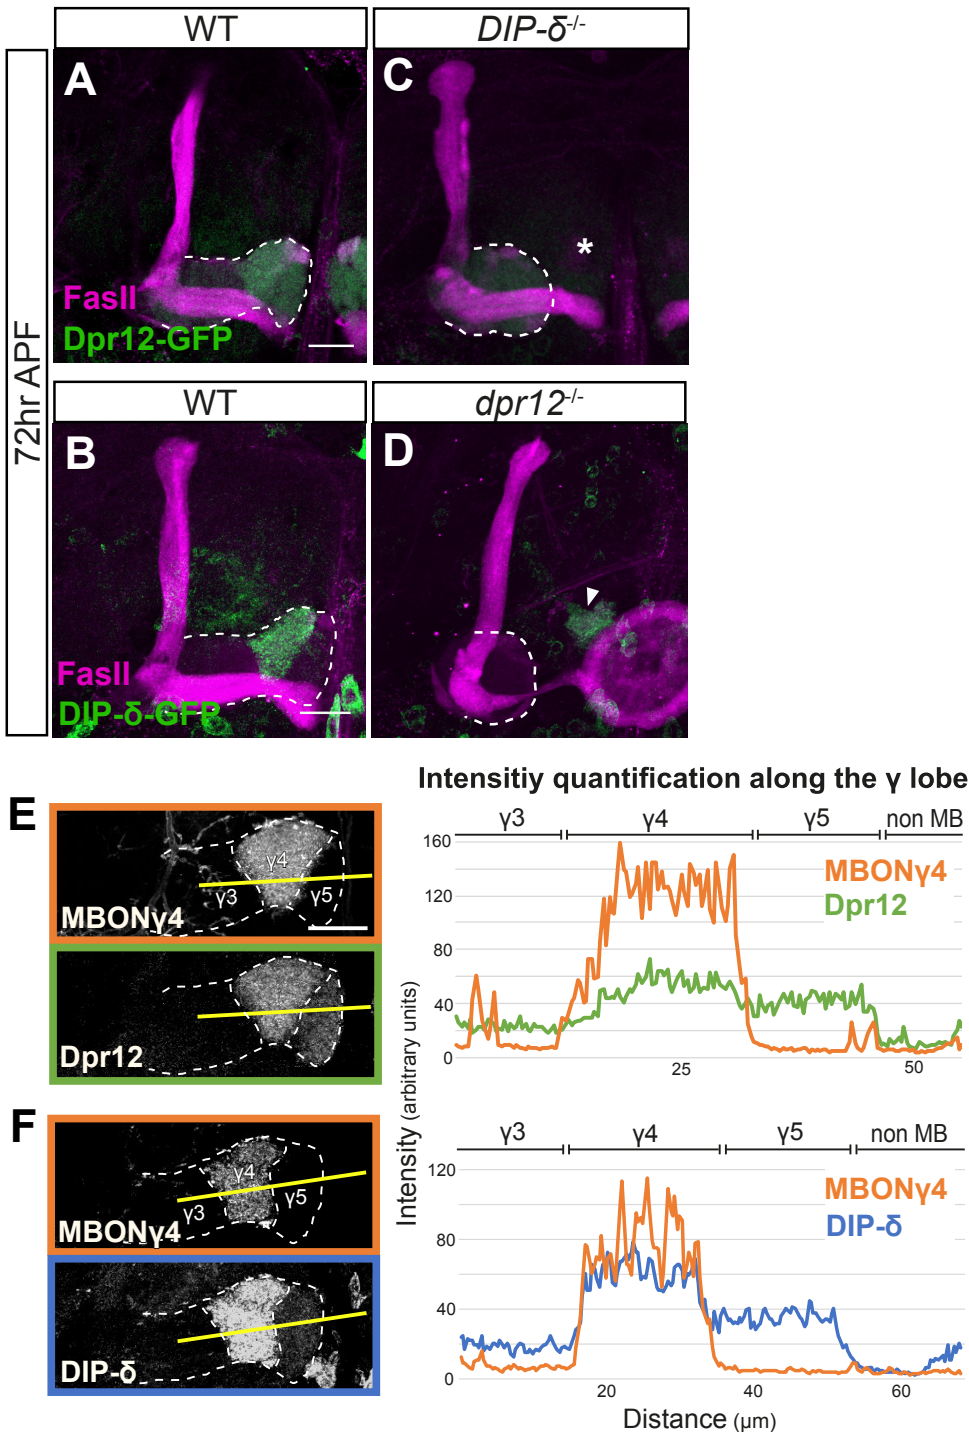 WT
DIP-δ-/-
72hr APF
A
FasII
Dpr12-GFP
C
*
WT
dpr12-/-
B
FasII
DIP-δ-GFP
D
Intensitiy quantification along the γ lobe
E
γ4
γ3
γ5
MBONγ4
Dpr12
γ3
γ4
γ5
non MB
160
120
80
40
0
MBONγ4
Dpr12
25
50
F
γ4
γ3
γ5
MBONγ4
DIP-δ
Intensity (arbitrary units)
γ3
γ4
γ5
non MB
120
80
40
0
MBONγ4
DIP-δ
20
40
60
Distance (µm)